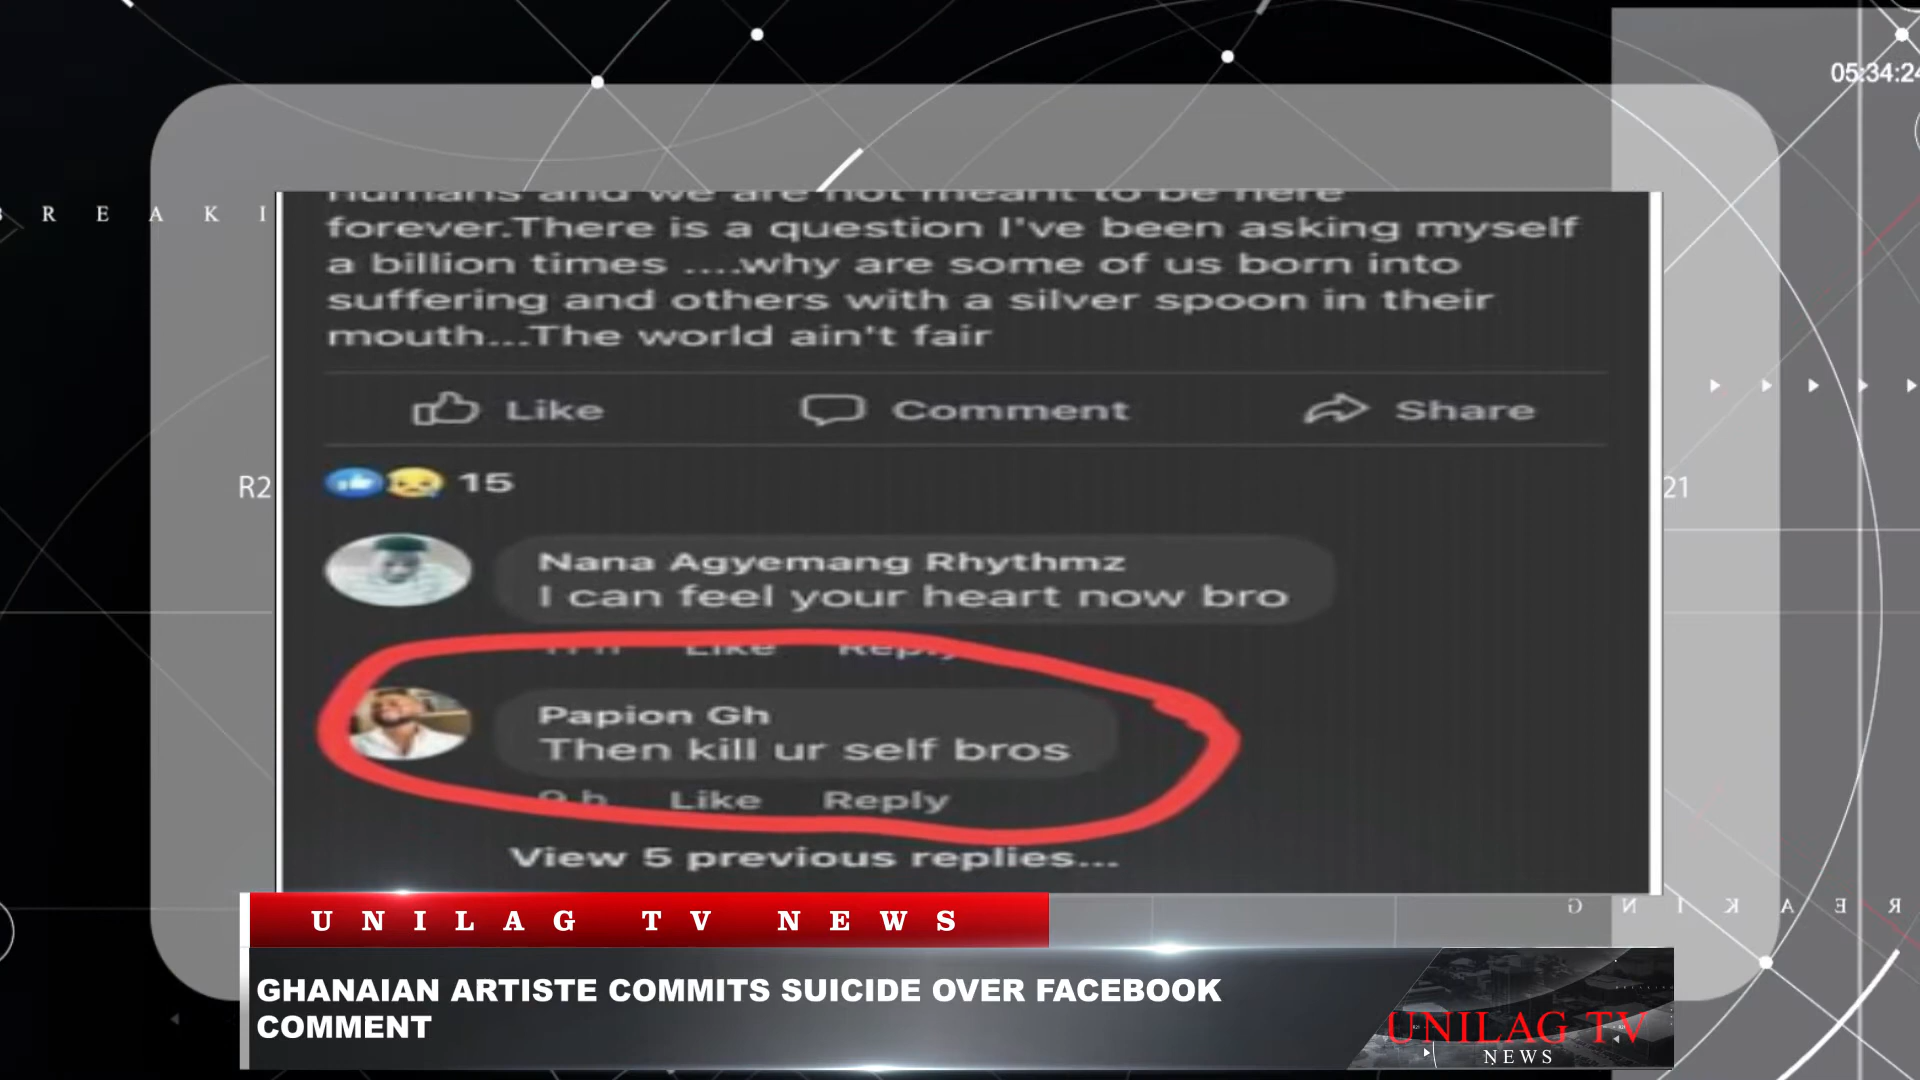 05:34:24
B R E A K I
humans and we are not meant to be here
forever.There is a question I've been asking myself
a billion times ....why are some of us born into
suffering and others with a silver spoon in their
mouth...The world ain't fair
Like Comment Share
R2
21
15
Nana Agyemang Rhythmz
I can feel your heart now bro
Like Reply
Papion Gh
Then kill ur self bros
9 h Like Reply
View 5 previous replies...
R E A K I N G
UNILAG TV NEWS
GHANAIAN ARTISTE COMMITS SUICIDE OVER FACEBOOK
COMMENT
UNILAG TV
NEWS